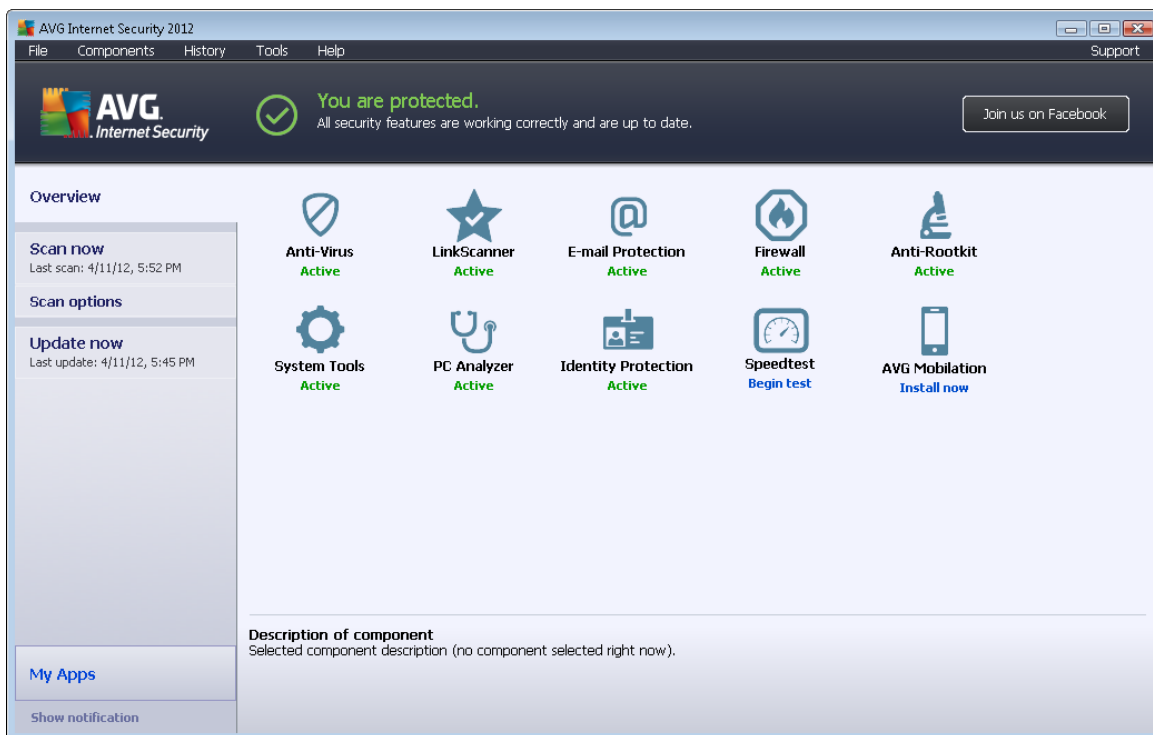 AVG Internet Security 2012
File Components History Tools Help Support
AVG.
Internet Security
You are protected.
All security features are working correctly and are up to date.
Join us on Facebook
Overview
Scan now
Last scan: 4/11/12, 5:52 PM
Scan options
Update now
Last update: 4/11/12, 5:45 PM
Anti-Virus
Active
LinkScanner
Active
E-mail Protection
Active
Firewall
Active
Anti-Rootkit
Active
System Tools
Active
PC Analyzer
Active
Identity Protection
Active
Speedtest
Begin test
AVG Mobilation
Install now
Description of component
Selected component description (no component selected right now).
My Apps
Show notification